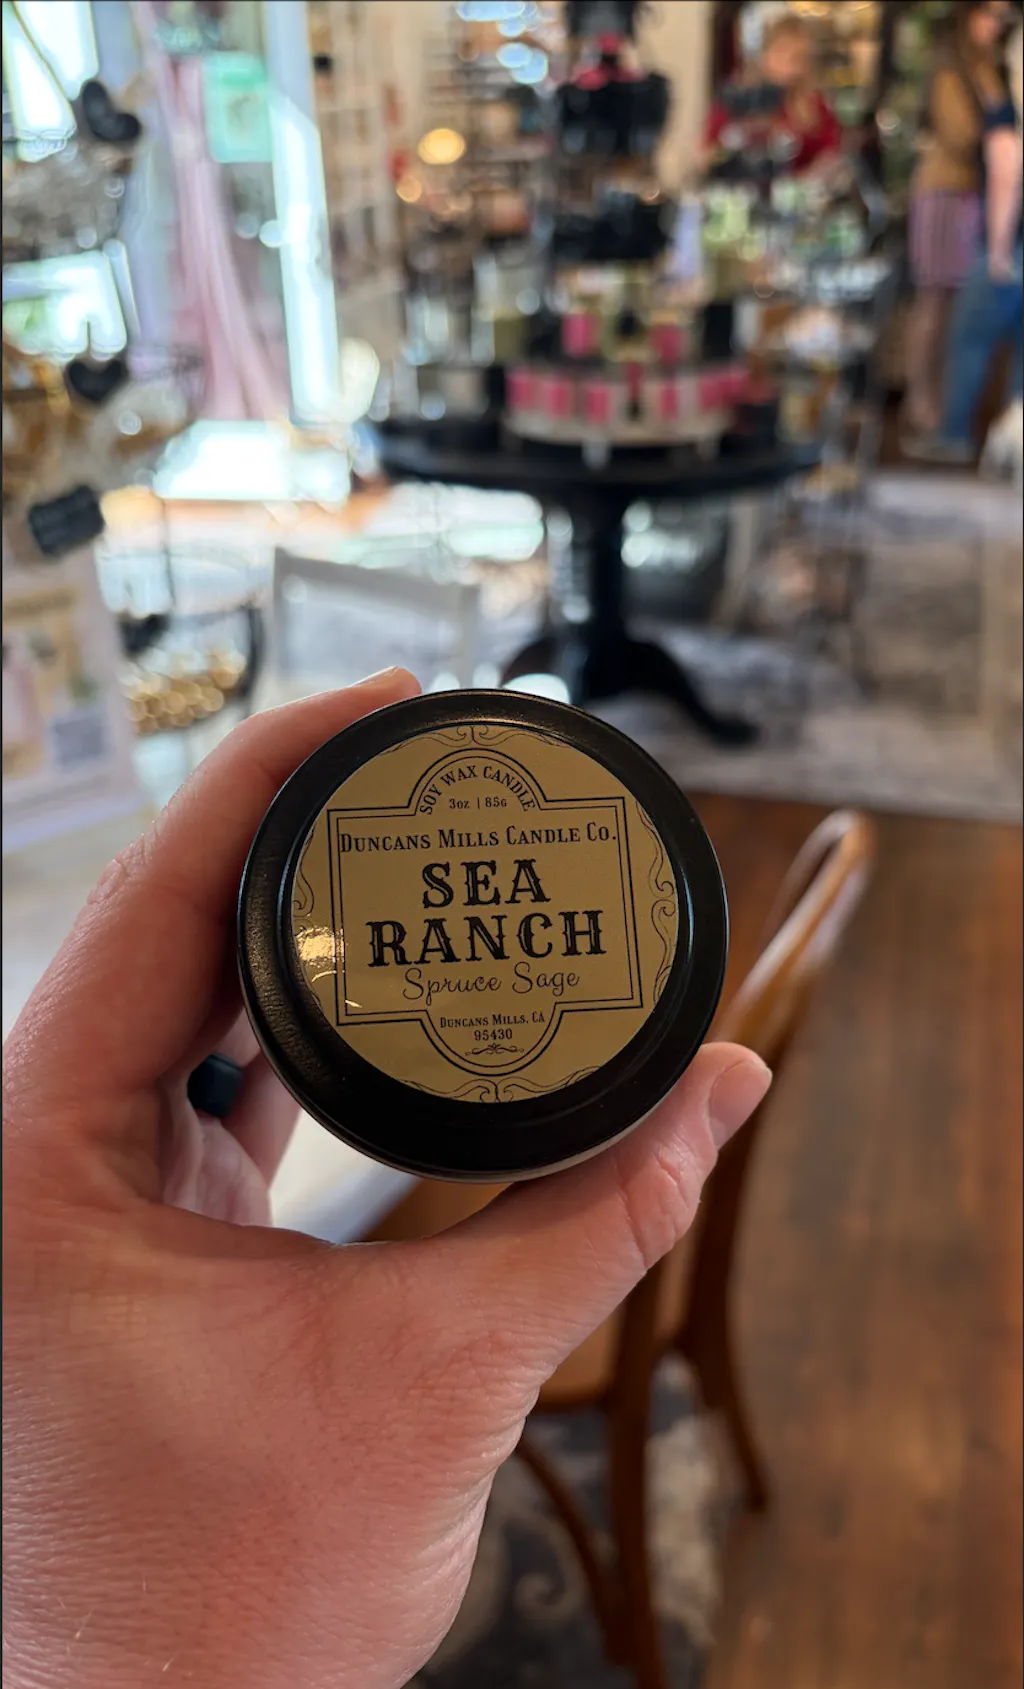 SOY WAX CANDLE
3oz | 85G
DUNCANS MILLS CANDLE CO.
SEA
RANCH
Spruce Sage
DUNCANS MILLS, CA
95430